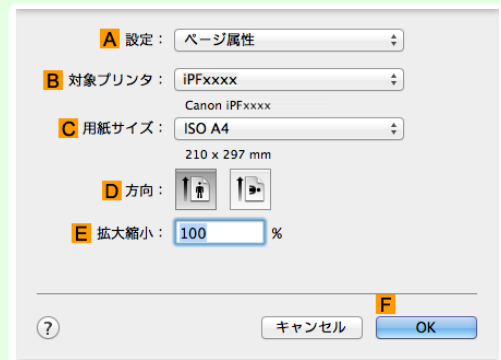 A 設定： ページ属性
B 対象プリンタ： iPFxxxx
Canon iPFxxxx
C 用紙サイズ： ISO A4
210 x 297 mm
D 方向：
E 拡大縮小： 100 %
F
? キャンセル OK